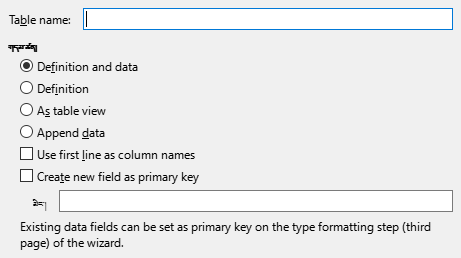 Table name:
Definition and data
Definition
As table view
Append data
Use first line as column names
Create new field as primary key
མིང་།
Existing data fields can be set as primary key on the type formatting step (third
page) of the wizard.